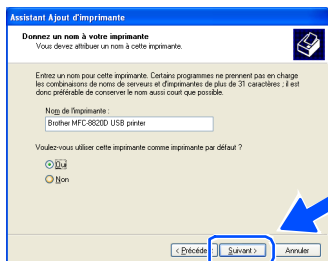 Assistant Ajout d'imprimante
Donnez un nom à votre imprimante
Vous devez attribuer un nom à cette imprimante.
Entrez un nom pour cette imprimante. Certains programmes ne prennent pas en charge
les combinaisons de noms de serveurs et d'imprimantes de plus de 31 caractères ; il est
donc préférable de conserver le nom aussi court que possible.
Nom de l'imprimante :
Brother MFC-8820D USB printer
Voulez-vous utiliser cette imprimante comme imprimante par défaut ?
Oui
Non
< Précédent Suivant > Annuler